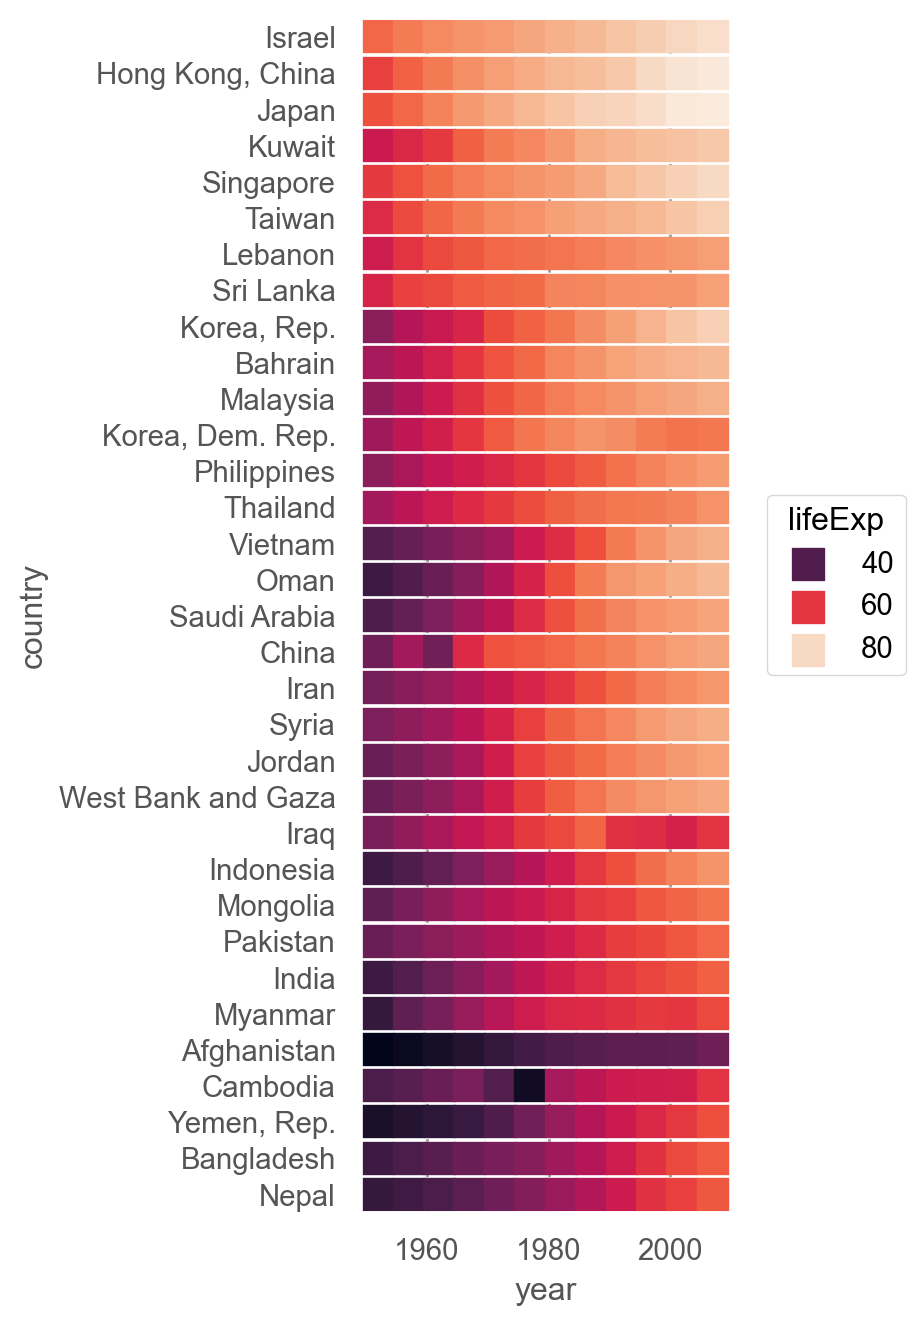 Israel
Hong Kong, China
Japan
Kuwait
Singapore
Taiwan
Lebanon
Sri Lanka
Korea, Rep.
Bahrain
Malaysia
Korea, Dem. Rep.
Philippines
Thailand
Vietnam
Oman
Saudi Arabia
China
Iran
Syria
Jordan
West Bank and Gaza
Iraq
Indonesia
Mongolia
Pakistan
India
Myanmar
Afghanistan
Cambodia
Yemen, Rep.
Bangladesh
Nepal
country
1960 1980 2000
year
lifeExp
40
60
80